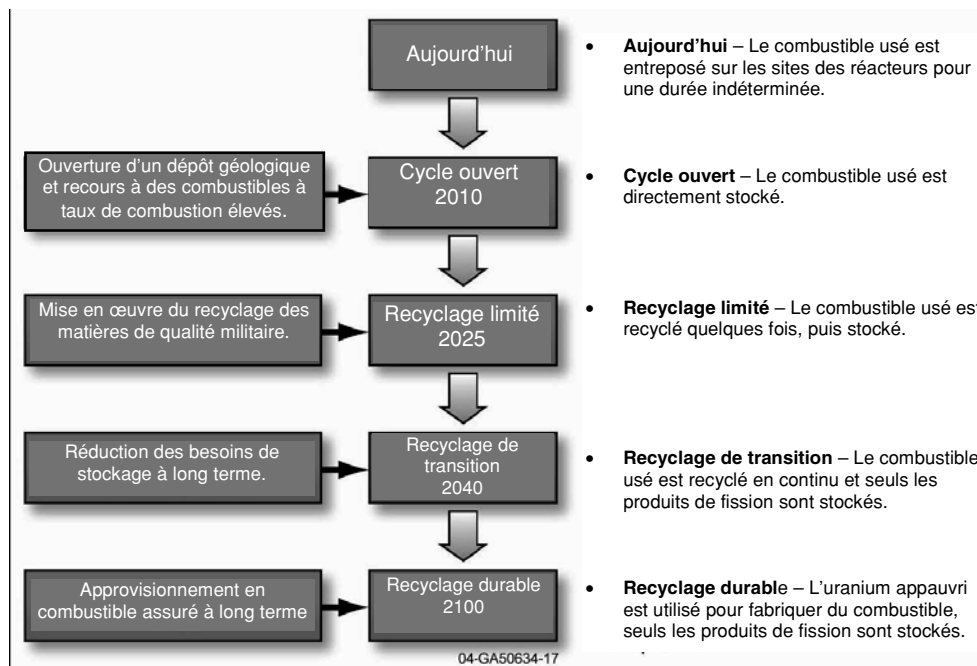 Aujourd'hui
• Aujourd'hui – Le combustible usé est
entreposé sur les sites des réacteurs pour
une durée indéterminée.
Ouverture d'un dépôt géologique
et recours à des combustibles à
taux de combustion élevés.
Cycle ouvert
2010
• Cycle ouvert – Le combustible usé est
directement stocké.
Mise en œuvre du recyclage des
matières de qualité militaire.
Recyclage limité
2025
• Recyclage limité – Le combustible usé est
recyclé quelques fois, puis stocké.
Réduction des besoins de
stockage à long terme.
Recyclage de
transition
2040
• Recyclage de transition – Le combustible
usé est recyclé en continu et seuls les
produits de fission sont stockés.
Approvisionnement en
combustible assuré à long terme
Recyclage durable
2100
• Recyclage durable – L'uranium appauvri
est utilisé pour fabriquer du combustible,
seuls les produits de fission sont stockés.
04-GA50634-17